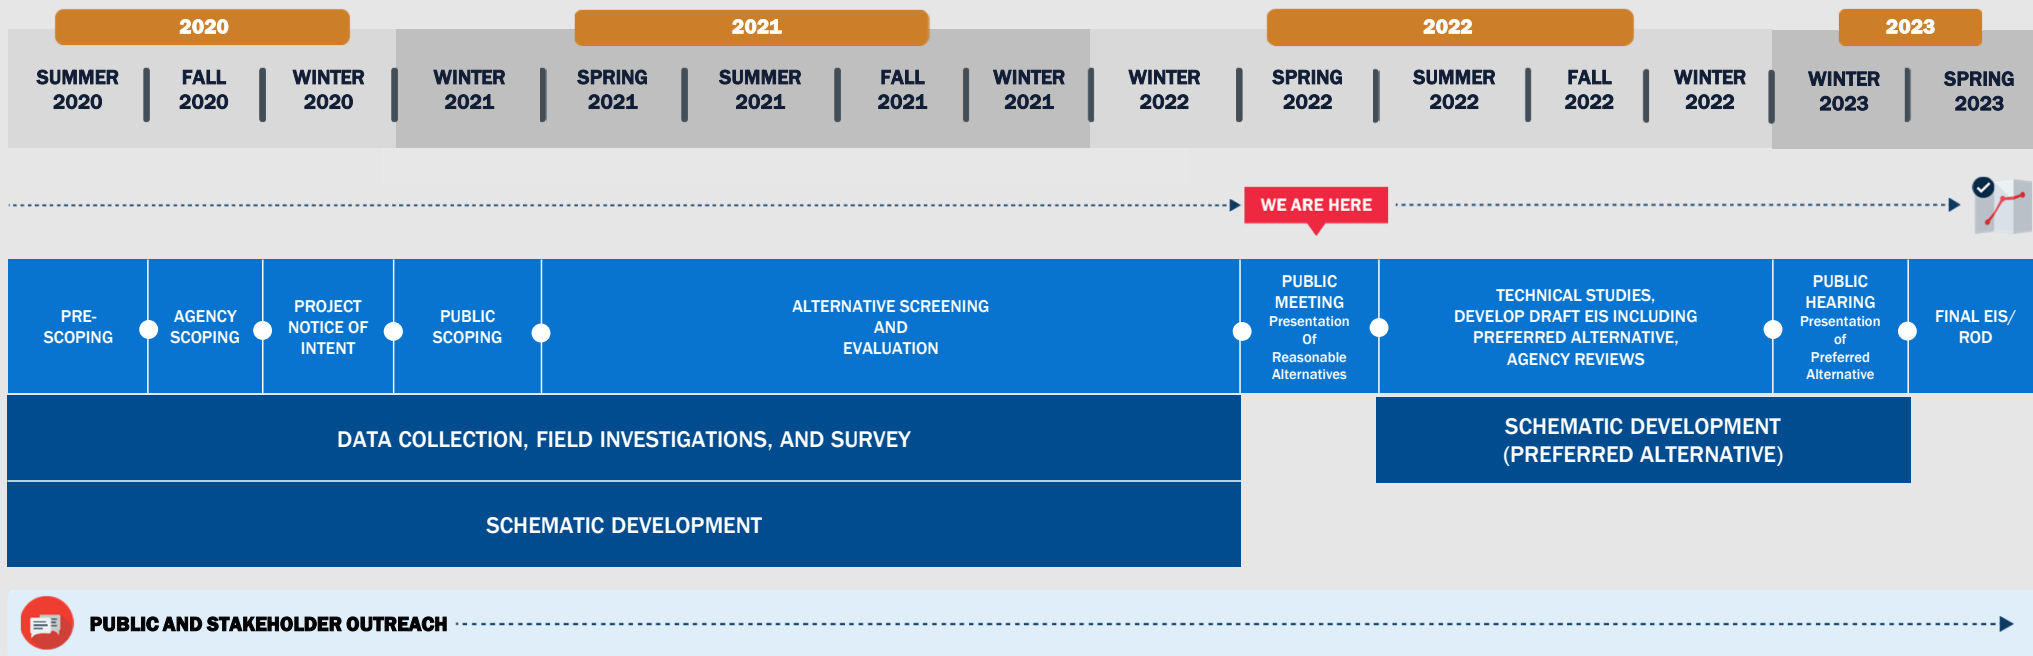 2020
2021
2022
2023
SUMMER
2020
FALL
2020
WINTER
2020
WINTER
2021
SPRING
2021
SUMMER
2021
FALL
2021
WINTER
2021
WINTER
2022
SPRING
2022
SUMMER
2022
FALL
2022
WINTER
2022
WINTER
2023
SPRING
2023
WE ARE HERE
PRE-
SCOPING
AGENCY
SCOPING
PROJECT
NOTICE OF
INTENT
PUBLIC
SCOPING
ALTERNATIVE SCREENING
AND
EVALUATION
PUBLIC
MEETING
Presentation
Of
Reasonable
Alternatives
TECHNICAL STUDIES,
DEVELOP DRAFT EIS INCLUDING
PREFERRED ALTERNATIVE,
AGENCY REVIEWS
PUBLIC
HEARING
Presentation
of
Preferred
Alternative
FINAL EIS/
ROD
DATA COLLECTION, FIELD INVESTIGATIONS, AND SURVEY
SCHEMATIC DEVELOPMENT
(PREFERRED ALTERNATIVE)
SCHEMATIC DEVELOPMENT
PUBLIC AND STAKEHOLDER OUTREACH